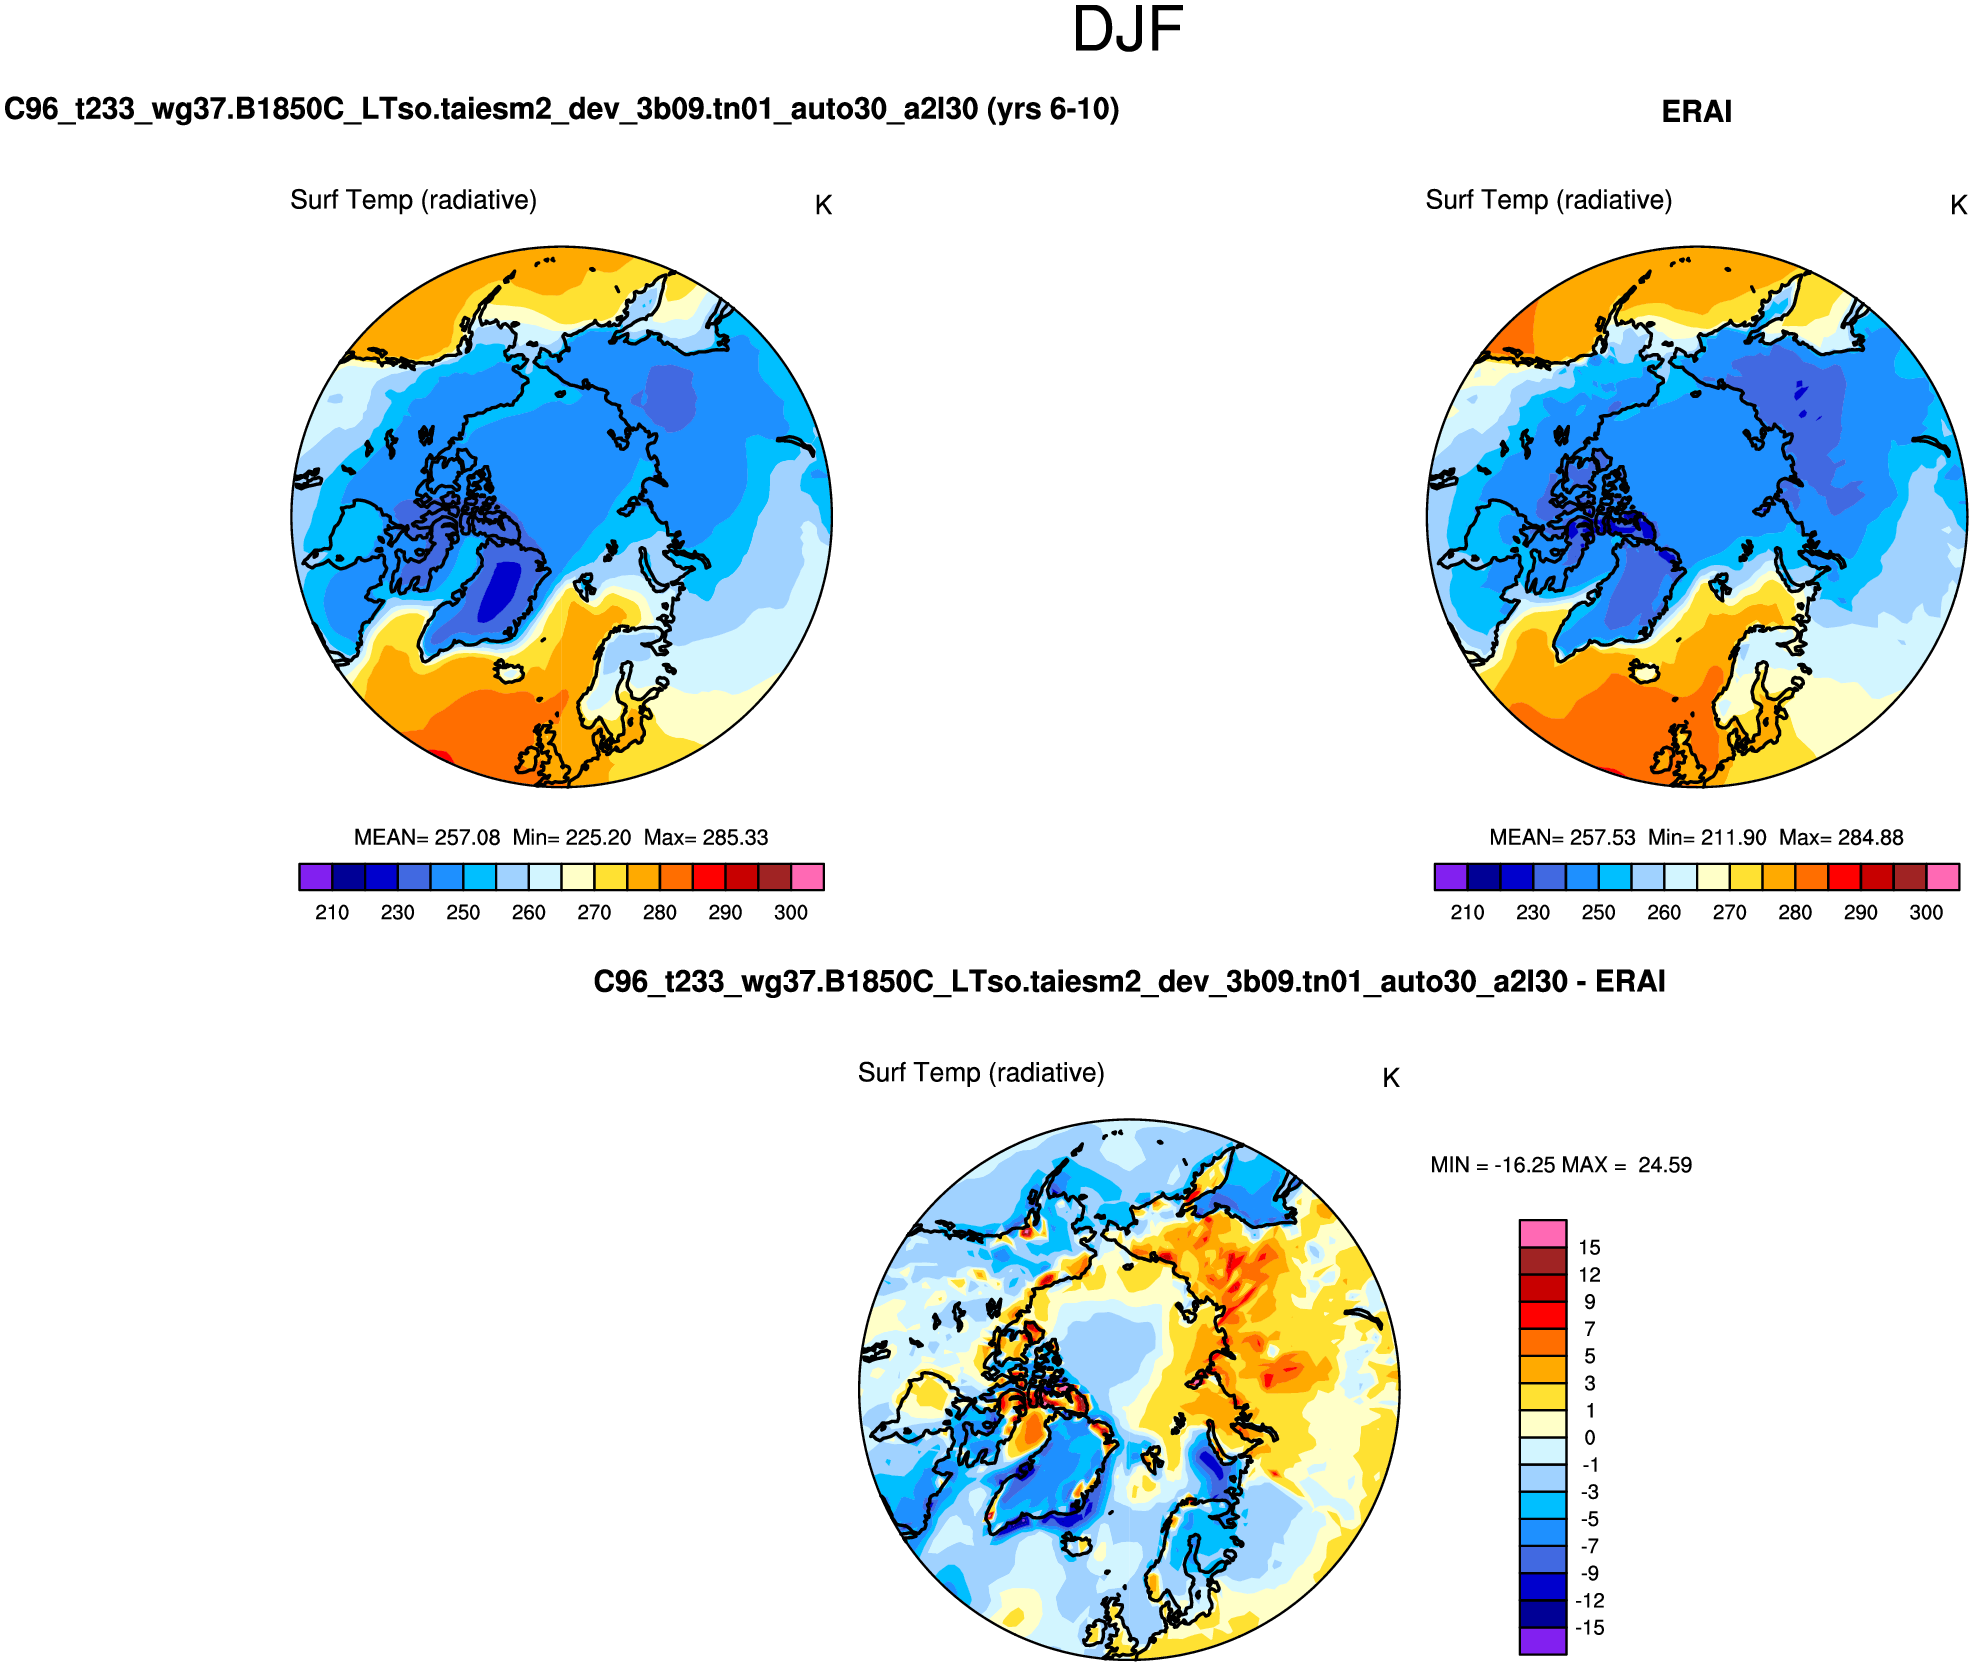 DJF
C96_t233_wg37.B1850C_LTso.taiesm2_dev_3b09.tn01_auto30_a2l30 (yrs 6-10)
ERAI
Surf Temp (radiative) K
Surf Temp (radiative) K
MEAN= 257.08 Min= 225.20 Max= 285.33
MEAN= 257.53 Min= 211.90 Max= 284.88
210 230 250 260 270 280 290 300
210 230 250 260 270 280 290 300
C96_t233_wg37.B1850C_LTso.taiesm2_dev_3b09.tn01_auto30_a2l30 - ERAI
Surf Temp (radiative) K
MIN = -16.25 MAX = 24.59
15
12
9
7
5
3
1
0
-1
-3
-5
-7
-9
-12
-15